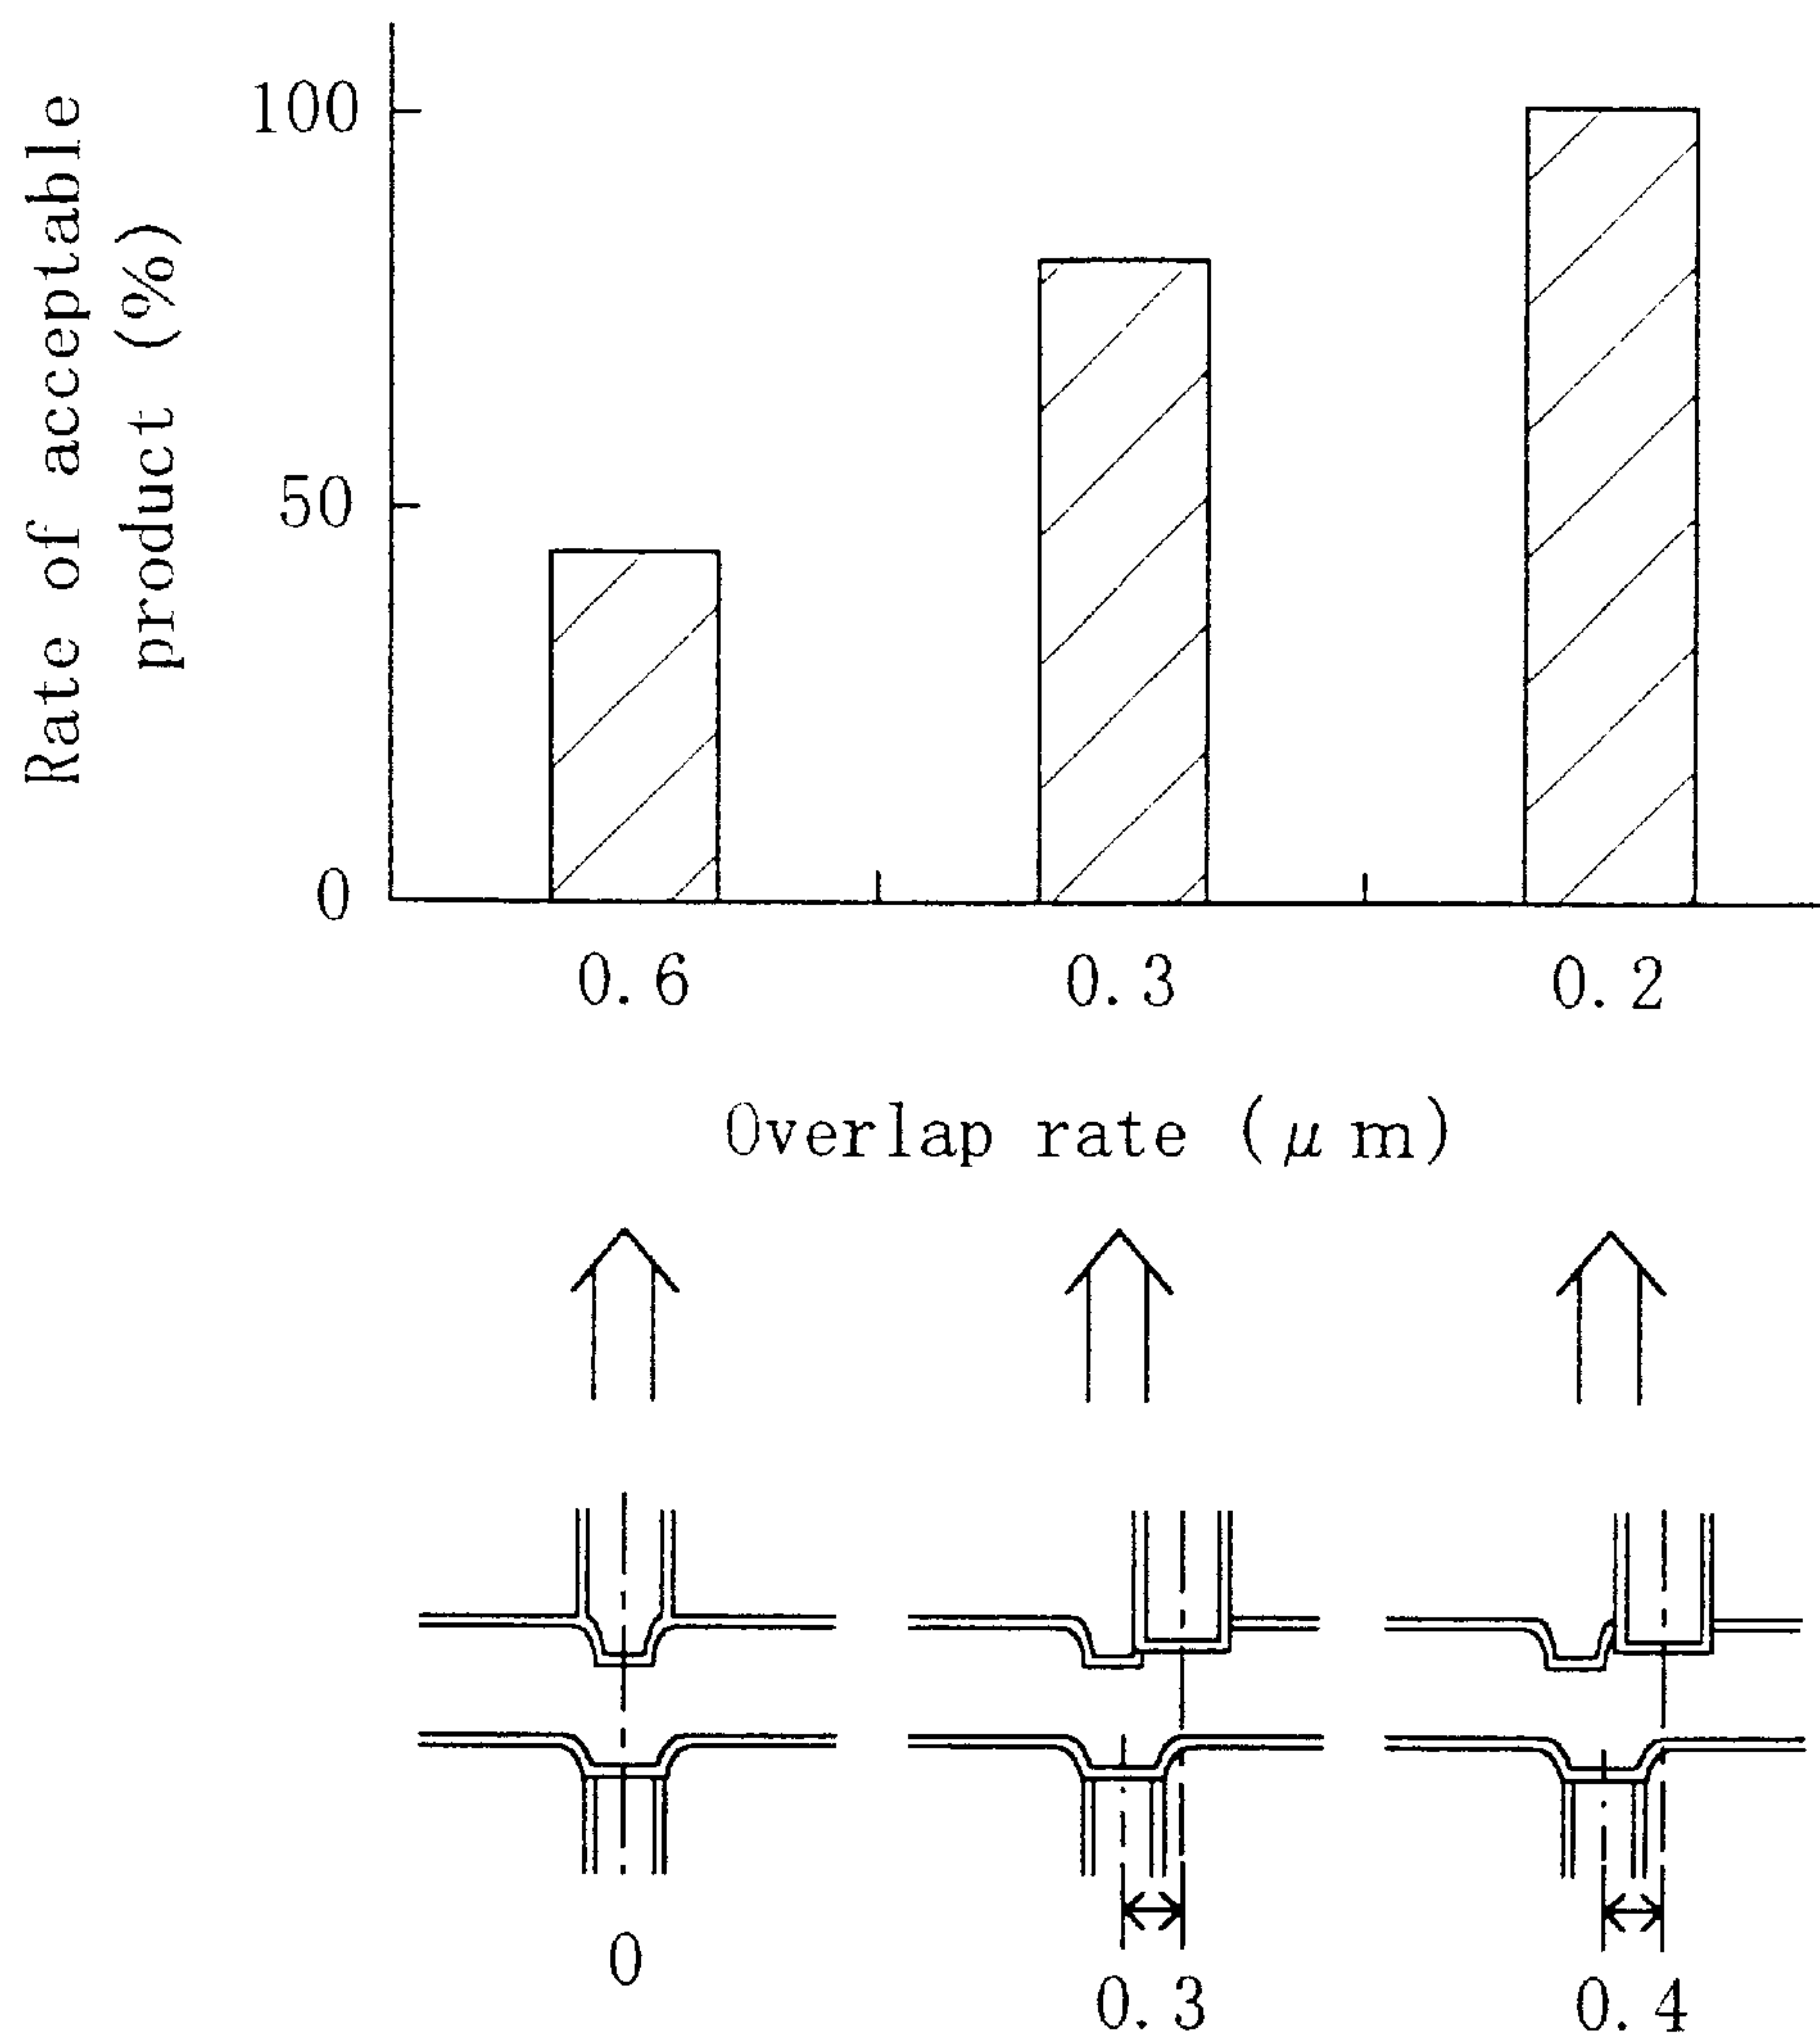 Rate of acceptable
product (%)
100
50
0
0.6 0.3 0.2
Overlap rate (μm)
0 0.3 0.4